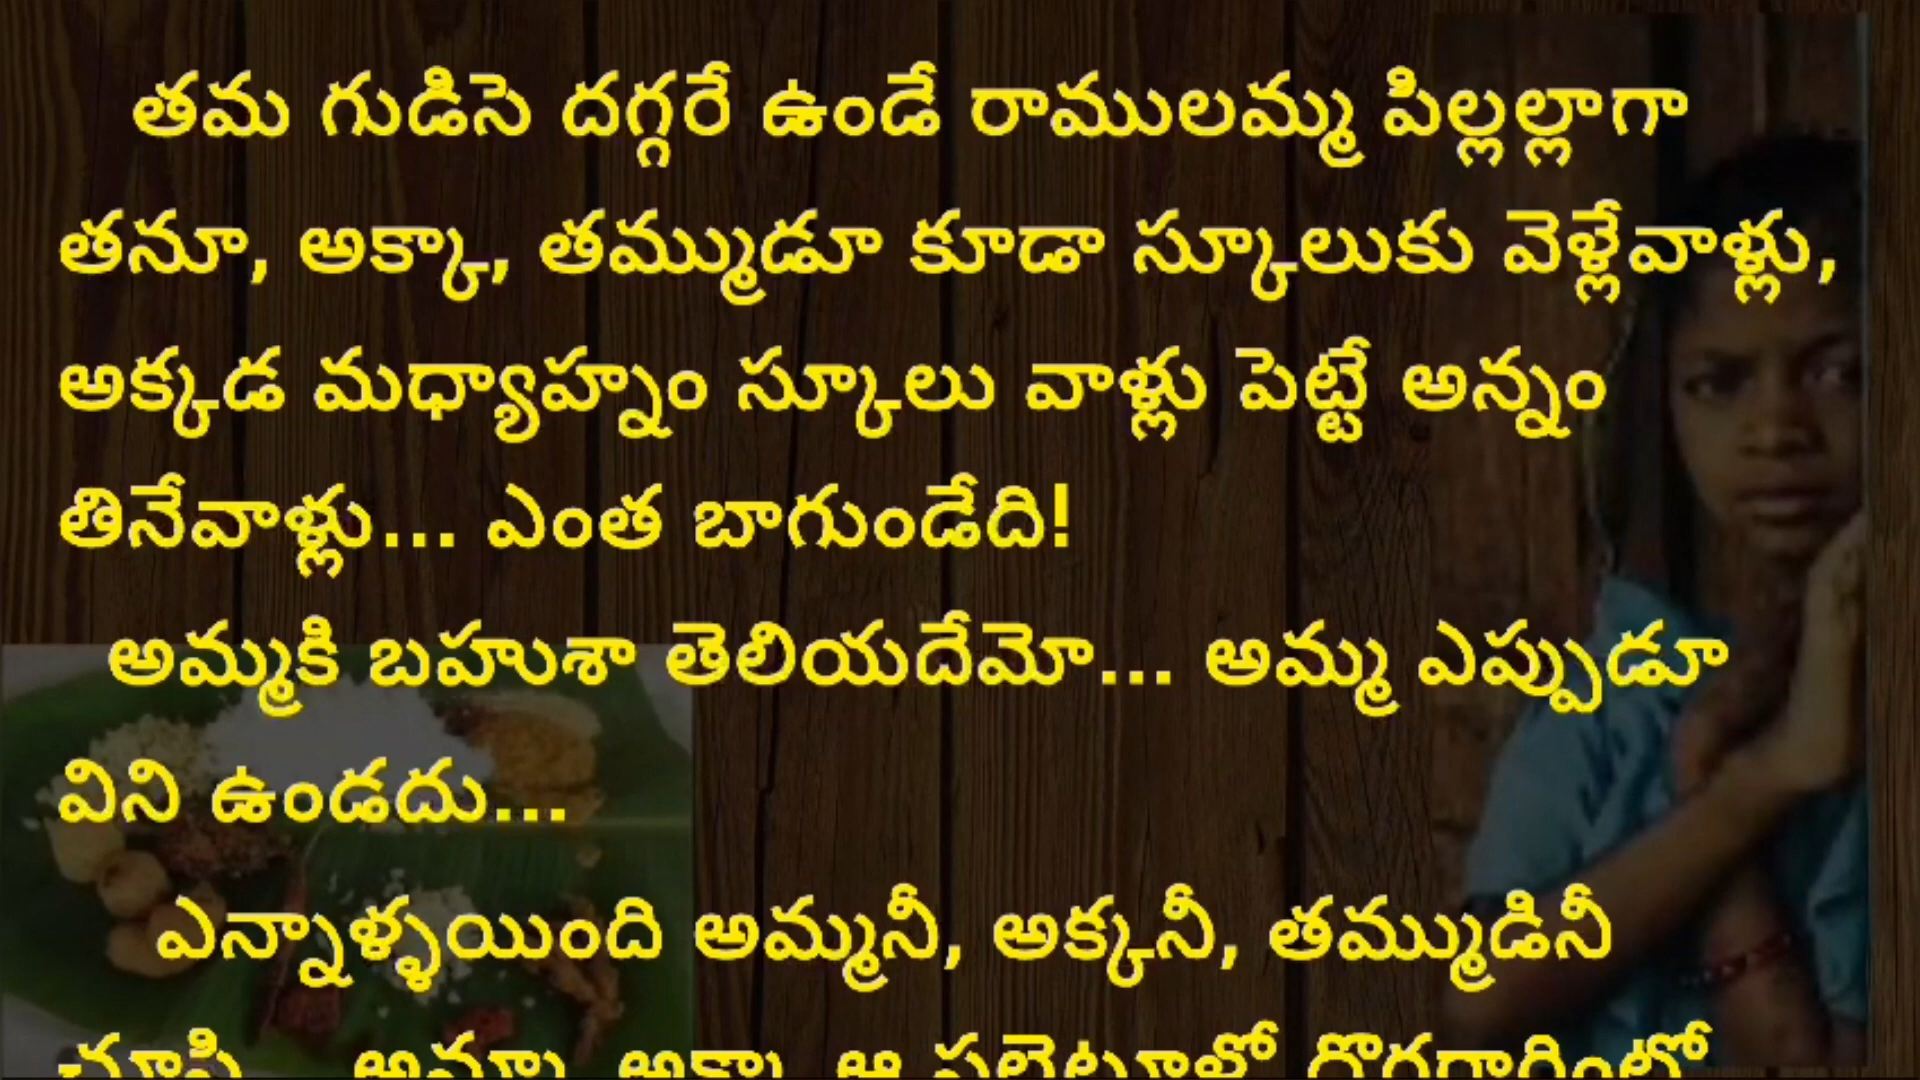 తమ గుడిసె దగ్గరే ఉండే రాములమ్మ పిల్లల్లాగా
తనూ, అక్కా, తమ్ముడూ కూడా స్కూలుకు వెళ్లేవాళ్లు,
అక్కడ మధ్యాహ్నం స్కూలు వాళ్లు పెట్టే అన్నం
తినేవాళ్లు... ఎంత బాగుండేది!
అమ్మకి బహుశా తెలియదేమో... అమ్మ ఎప్పుడూ
విని ఉండదు...
ఎన్నాళ్ళయింది అమ్మనీ, అక్కనీ, తమ్ముడినీ